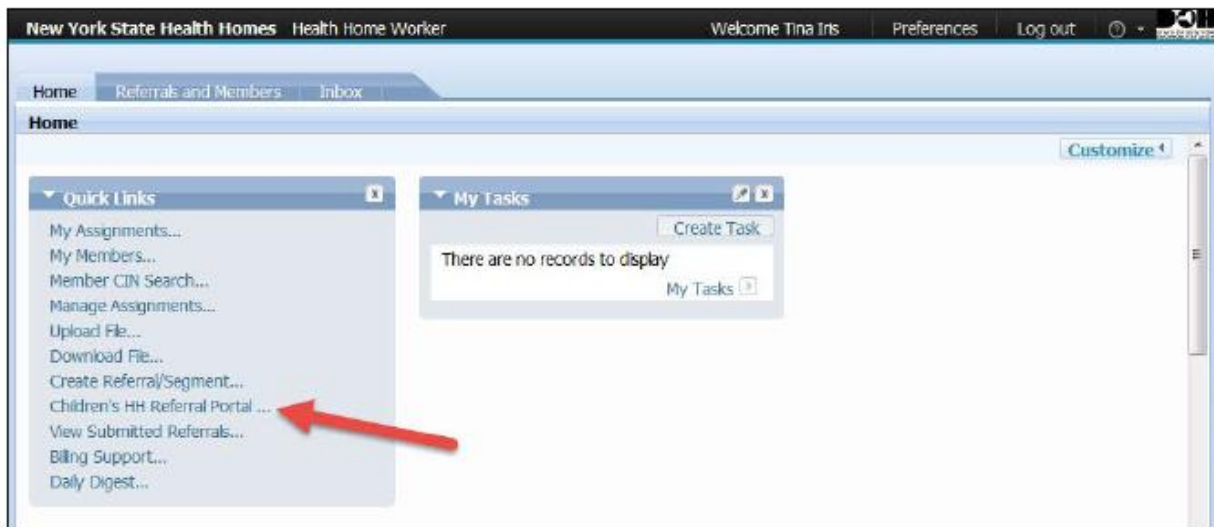 New York State Health Homes Health Home Worker Welcome Tina Iris Preferences Log out
Home Referrals and Members Inbox
Home
Customize
Quick Links
My Assignments...
My Members...
Member CIN Search...
Manage Assignments...
Upload File...
Download File...
Create Referral/Segment...
Children's HH Referral Portal ...
View Submitted Referrals...
Billing Support...
Daily Digest...
My Tasks
Create Task
There are no records to display
My Tasks